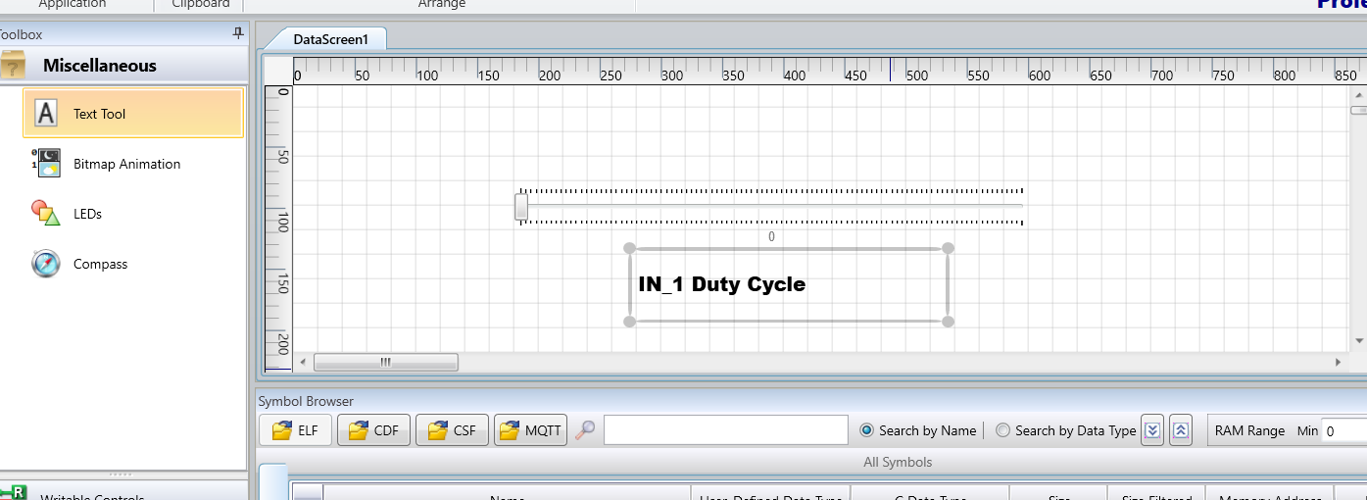 Application Clipboard Arrange
Toolbox
DataScreen1
Miscellaneous
0 50 100 150 200 250 300 350 400 450 500 550 600 650 700 750 800 850
0
50
100
150
200
A Text Tool
0
1
Bitmap Animation
LEDs
Compass
0
IN_1 Duty Cycle
Symbol Browser
ELF CDF CSF MQTT Search by Name Search by Data Type RAM Range Min 0
All Symbols
Writable Controls
Name User-Defined Data Type C Data Type Size Size Filtered Memory Address